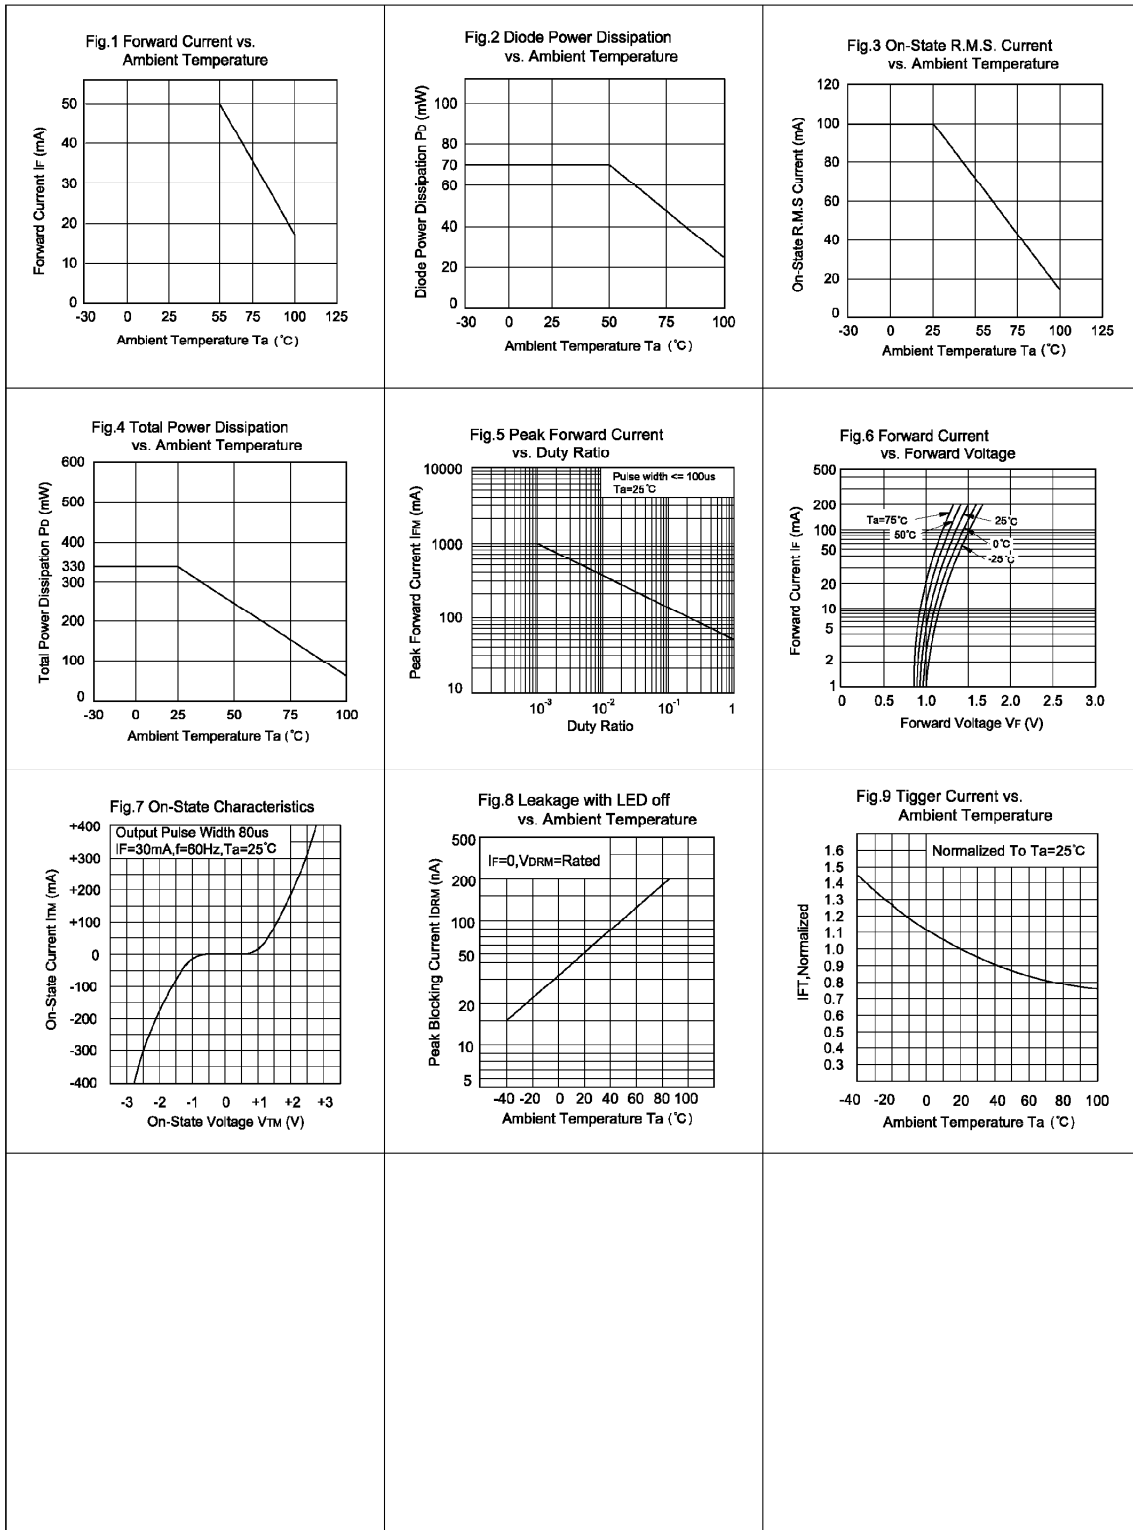 Fig.1 Forward Current vs.
Ambient Temperature
Forward Current IF (mA)
50
40
30
20
10
0
-30 0 25 55 75 100 125
Ambient Temperature Ta (°C)
Fig.2 Diode Power Dissipation
vs. Ambient Temperature
Diode Power Dissipation PD (mW)
100
80
70
60
40
20
0
-30 0 25 50 75 100
Ambient Temperature Ta (°C)
Fig.3 On-State R.M.S. Current
vs. Ambient Temperature
On-State R.M.S Current (mA)
120
100
80
60
40
20
0
-30 0 25 55 75 100 125
Ambient Temperature Ta (°C)
Fig.4 Total Power Dissipation
vs. Ambient Temperature
Total Power Dissipation PD (mW)
600
500
400
330
300
200
100
0
-30 0 25 50 75 100
Ambient Temperature Ta (°C)
Fig.5 Peak Forward Current
vs. Duty Ratio
Peak Forward Current IFM (mA)
Pulse width <= 100us
Ta=25°C
10000
1000
100
10
10-3 10-2 10-1 1
Duty Ratio
Fig.6 Forward Current
vs. Forward Voltage
Forward Current IF (mA)
500
200
100
50
20
10
5
2
1
Ta=75°C
50°C
25°C
0°C
-25°C
0 0.5 1.0 1.5 2.0 2.5 3.0
Forward Voltage VF (V)
Fig.7 On-State Characteristics
Output Pulse Width 80us
IF=30mA,f=60Hz,Ta=25°C
On-State Current ITM (mA)
+400
+300
+200
+100
0
-100
-200
-300
-400
-3 -2 -1 0 +1 +2 +3
On-State Voltage VTM (V)
Fig.8 Leakage with LED off
vs. Ambient Temperature
IF=0,VDRM=Rated
Peak Blocking Current IDRM (nA)
500
200
100
50
20
10
5
-40 -20 0 20 40 60 80 100
Ambient Temperature Ta (°C)
Fig.9 Tigger Current vs.
Ambient Temperature
Normalized To Ta=25°C
IFT,Normalized
1.6
1.5
1.4
1.3
1.2
1.1
1.0
0.9
0.8
0.7
0.6
0.5
0.4
0.3
-40 -20 0 20 40 60 80 100
Ambient Temperature Ta (°C)